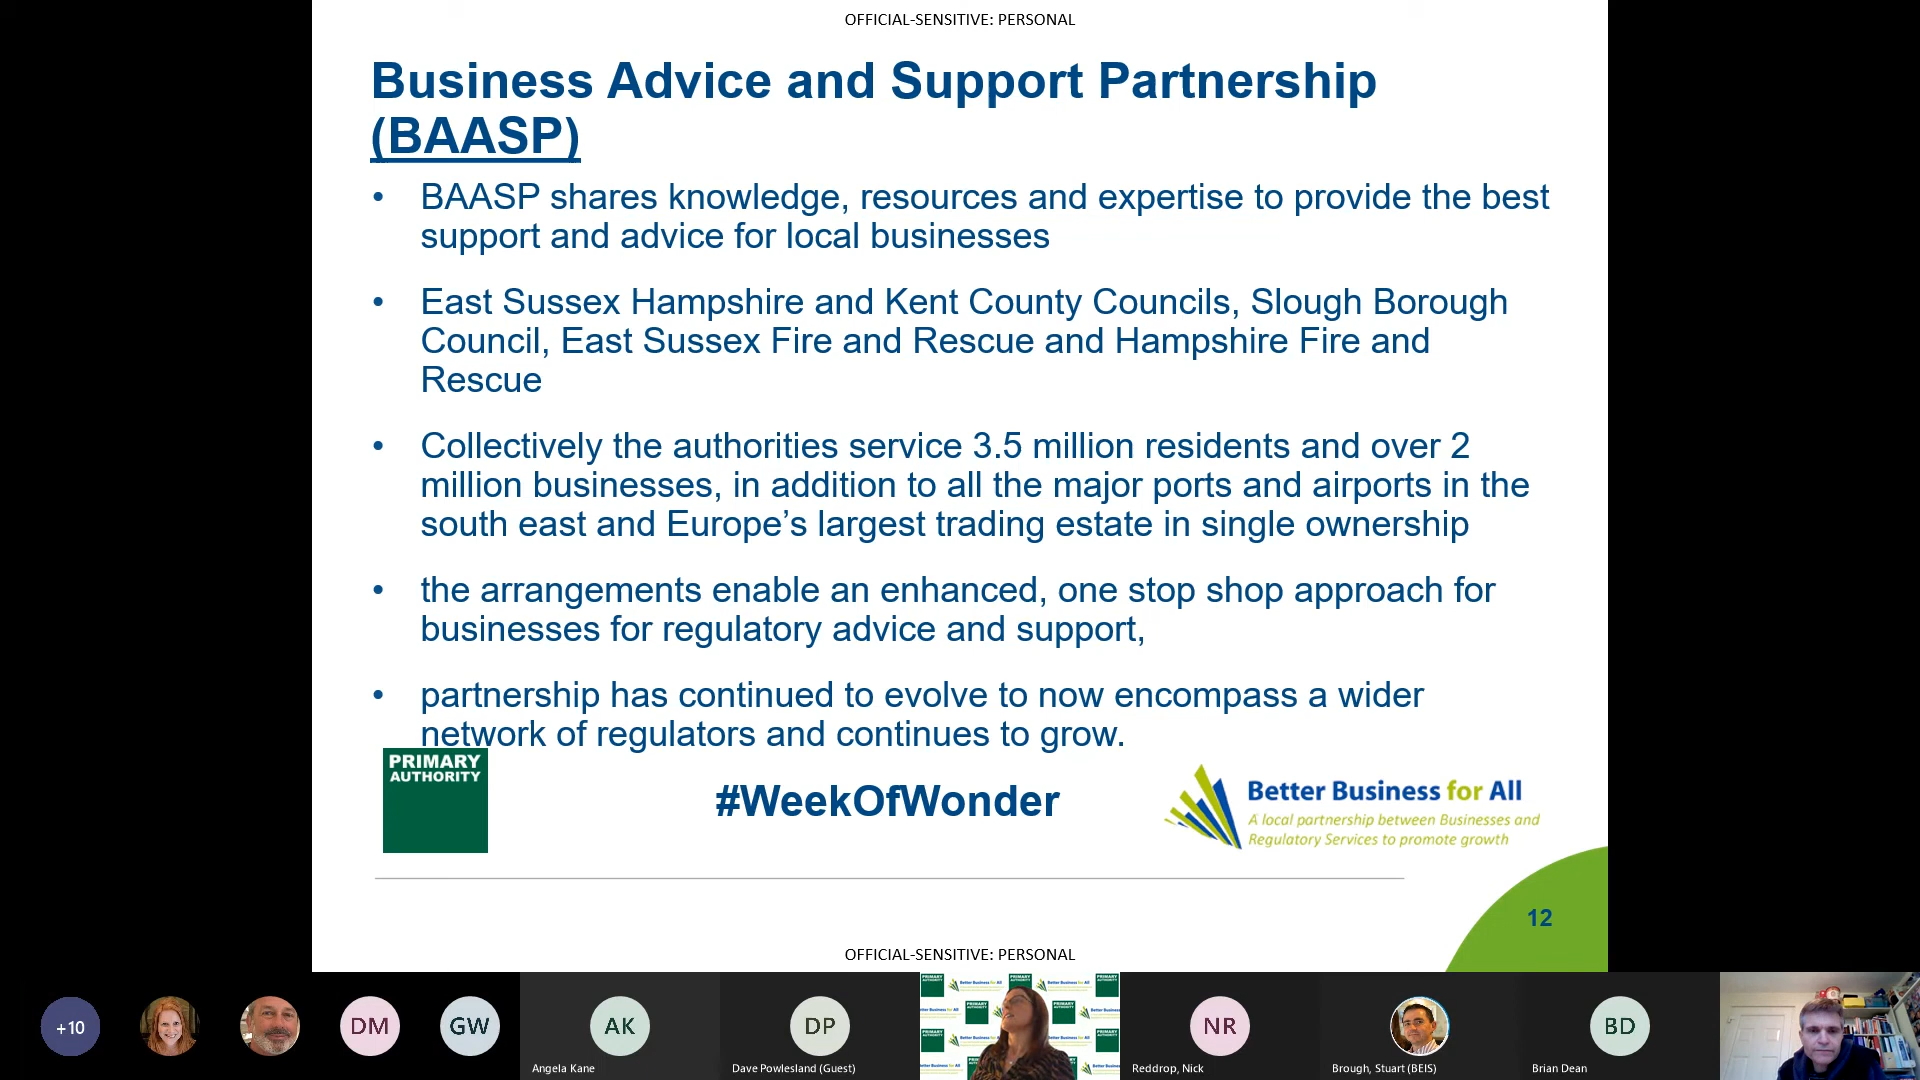 OFFICIAL-SENSITIVE: PERSONAL
Business Advice and Support Partnership
(BAASP)
• BAASP shares knowledge, resources and expertise to provide the best
support and advice for local businesses
• East Sussex Hampshire and Kent County Councils, Slough Borough
Council, East Sussex Fire and Rescue and Hampshire Fire and
Rescue
• Collectively the authorities service 3.5 million residents and over 2
million businesses, in addition to all the major ports and airports in the
south east and Europe’s largest trading estate in single ownership
• the arrangements enable an enhanced, one stop shop approach for
businesses for regulatory advice and support,
• partnership has continued to evolve to now encompass a wider
network of regulators and continues to grow.
PRIMARY
AUTHORITY
#WeekOfWonder
Better Business for All
A local partnership between Businesses and
Regulatory Services to promote growth
12
OFFICIAL-SENSITIVE: PERSONAL
+10
DM
GW
AK
Angela Kane
DP
Dave Powlesland (Guest)
PRIMARY
AUTHORITY
Better Business for All
NR
Reddrop, Nick
Brough, Stuart (BEIS)
BD
Brian Dean